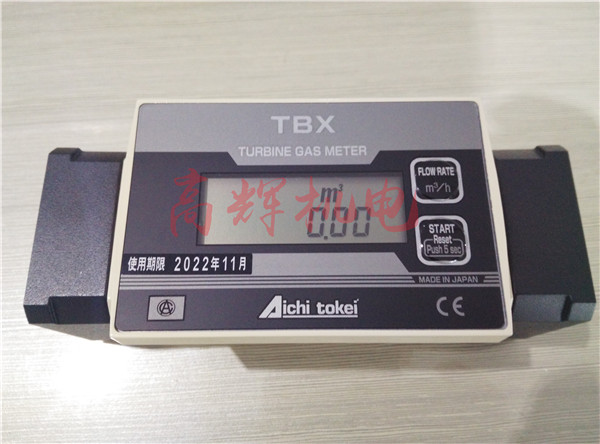 TBX
TURBINE GAS METER
FLOW RATE
m³/h
m³
0.00
高辉机电
START
Reset
Push 5 sec
使用期限 2022年11月
MADE IN JAPAN
Aichi tokei
CE